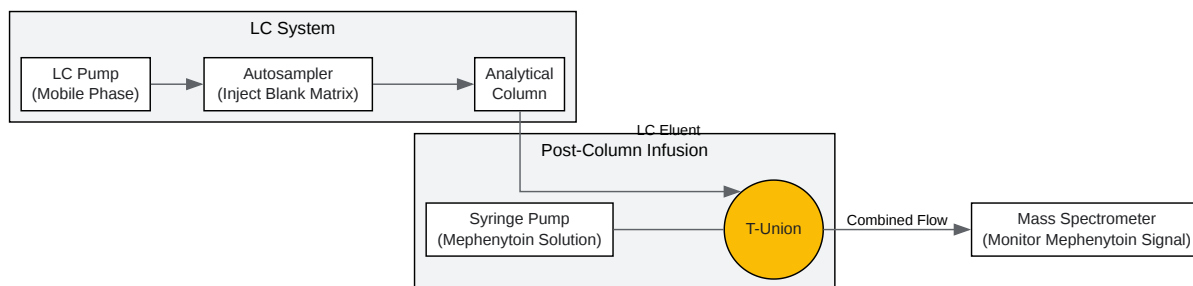 LC System
LC Pump
(Mobile Phase)
Autosampler
(Inject Blank Matrix)
Analytical
Column
LC Eluent
Post-Column Infusion
Syringe Pump
(Mephenytoin Solution)
T-Union
Combined Flow
Mass Spectrometer
(Monitor Mephenytoin Signal)